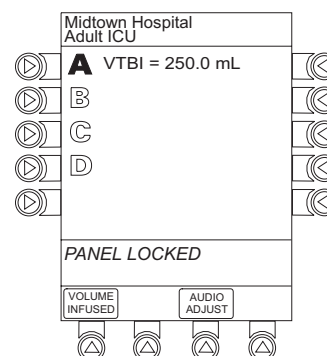 Midtown Hospital
Adult ICU
A VTBI = 250.0 mL
B
C
D
PANEL LOCKED
VOLUME
INFUSED
AUDIO
ADJUST